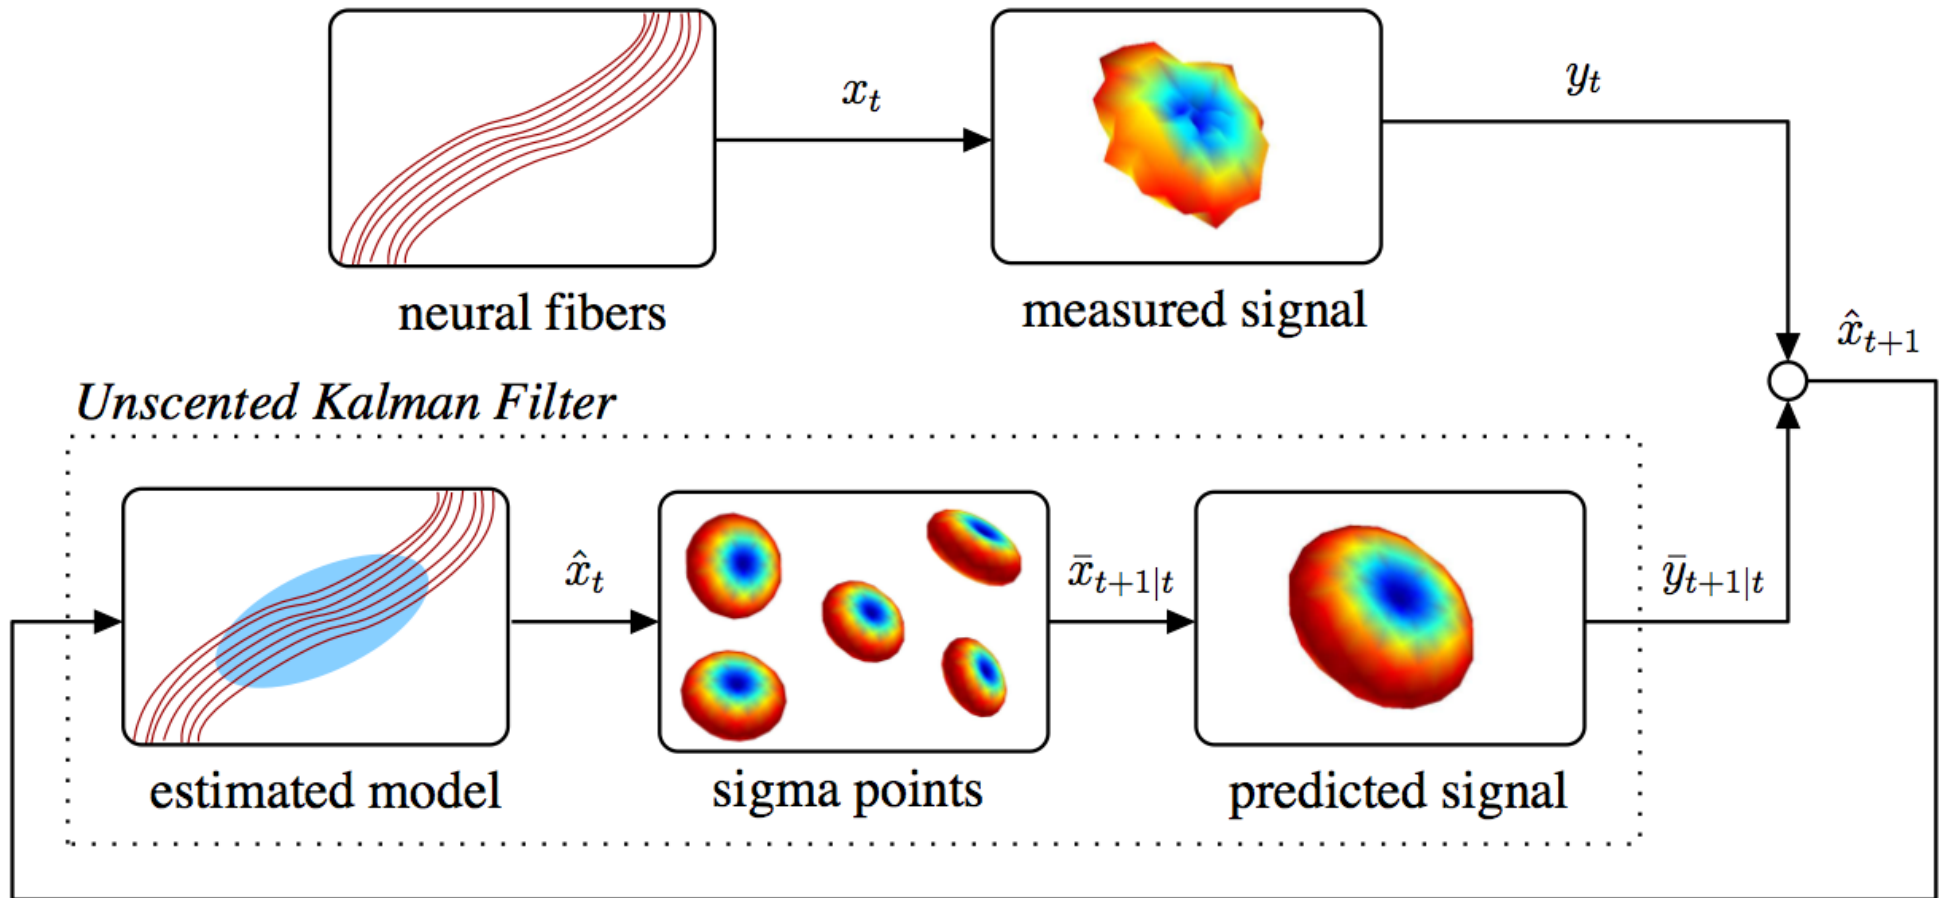 x_t
y_t
neural fibers
measured signal
x̂_{t+1}
Unscented Kalman Filter
x̂_t
x̄_{t+1|t}
ȳ_{t+1|t}
estimated model
sigma points
predicted signal